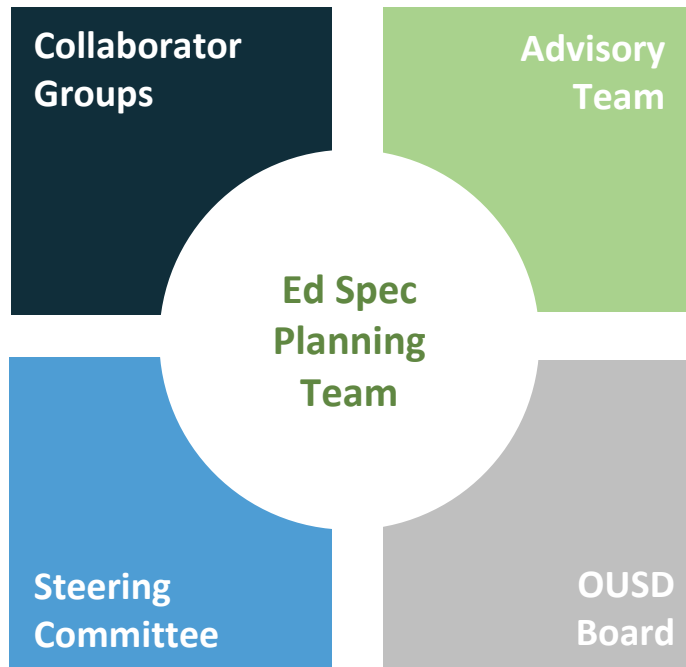 Collaborator
Groups
Advisory
Team
Ed Spec
Planning
Team
Steering
Committee
OUSD
Board